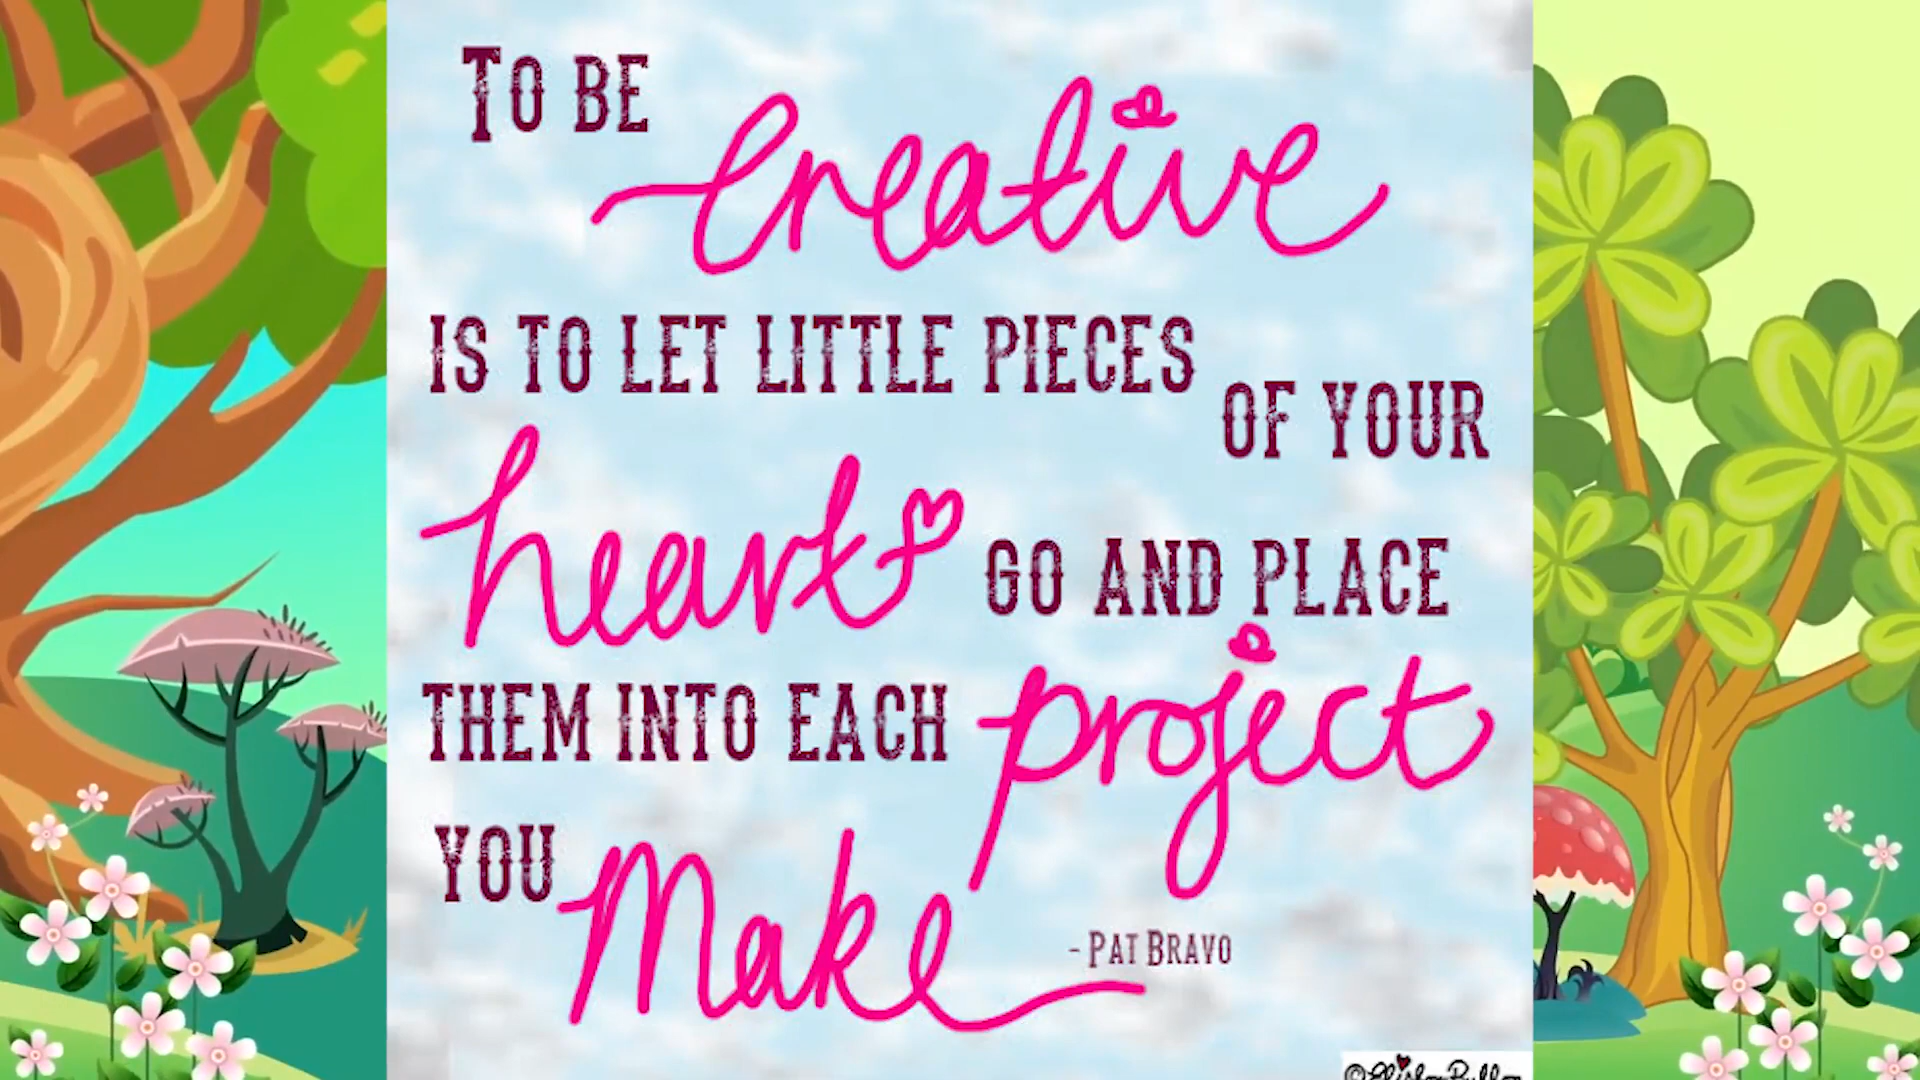 TO BE
Creative
IS TO LET LITTLE PIECES
OF YOUR
heart
GO AND PLACE
THEM INTO EACH
project
YOU
Make
- PAT BRAVO